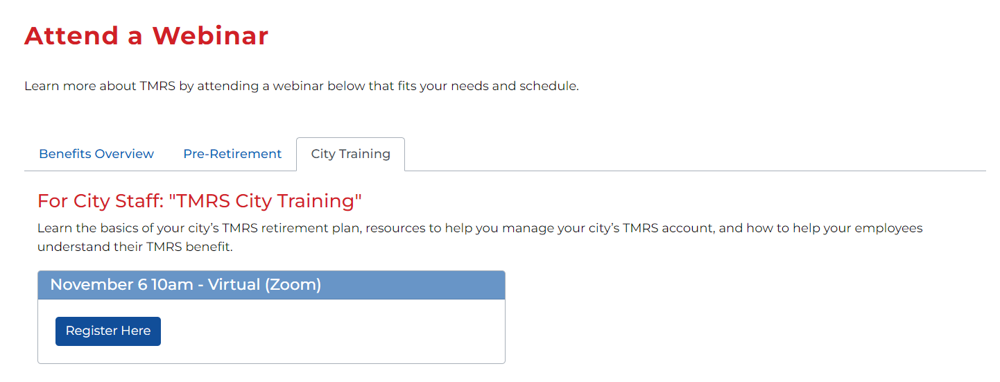 Attend a Webinar
Learn more about TMRS by attending a webinar below that fits your needs and schedule.
Benefits Overview
Pre-Retirement
City Training
For City Staff: "TMRS City Training"
Learn the basics of your city’s TMRS retirement plan, resources to help you manage your city’s TMRS account, and how to help your employees
understand their TMRS benefit.
November 6 10am - Virtual (Zoom)
Register Here